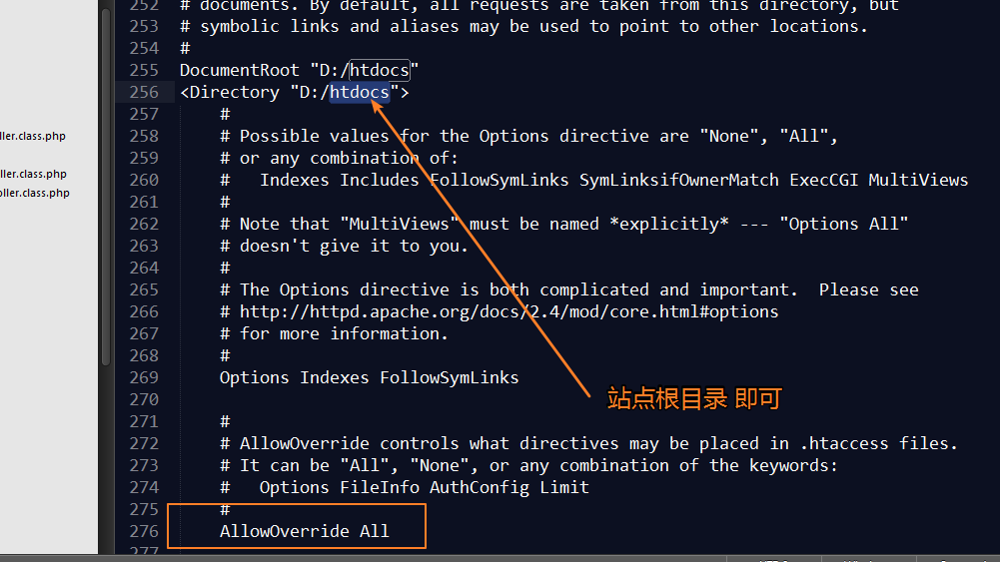 252 # documents. By default, all requests are taken from this directory, but
253 # symbolic links and aliases may be used to point to other locations.
254 #
255 DocumentRoot "D:/htdocs"
256 <Directory "D:/htdocs">
257 #
ller.class.php
258 # Possible values for the Options directive are "None", "All",
259 # or any combination of:
ller.class.php
260 #   Indexes Includes FollowSymLinks SymLinksifOwnerMatch ExecCGI MultiViews
oller.class.php
261 #
262 # Note that "MultiViews" must be named *explicitly* --- "Options All"
263 # doesn't give it to you.
264 #
265 # The Options directive is both complicated and important.  Please see
266 # http://httpd.apache.org/docs/2.4/mod/core.html#options
267 # for more information.
268 #
269 Options Indexes FollowSymLinks
270
站点根目录 即可
271 #
272 # AllowOverride controls what directives may be placed in .htaccess files.
273 # It can be "All", "None", or any combination of the keywords:
274 #   Options FileInfo AuthConfig Limit
275 #
276 AllowOverride All
277